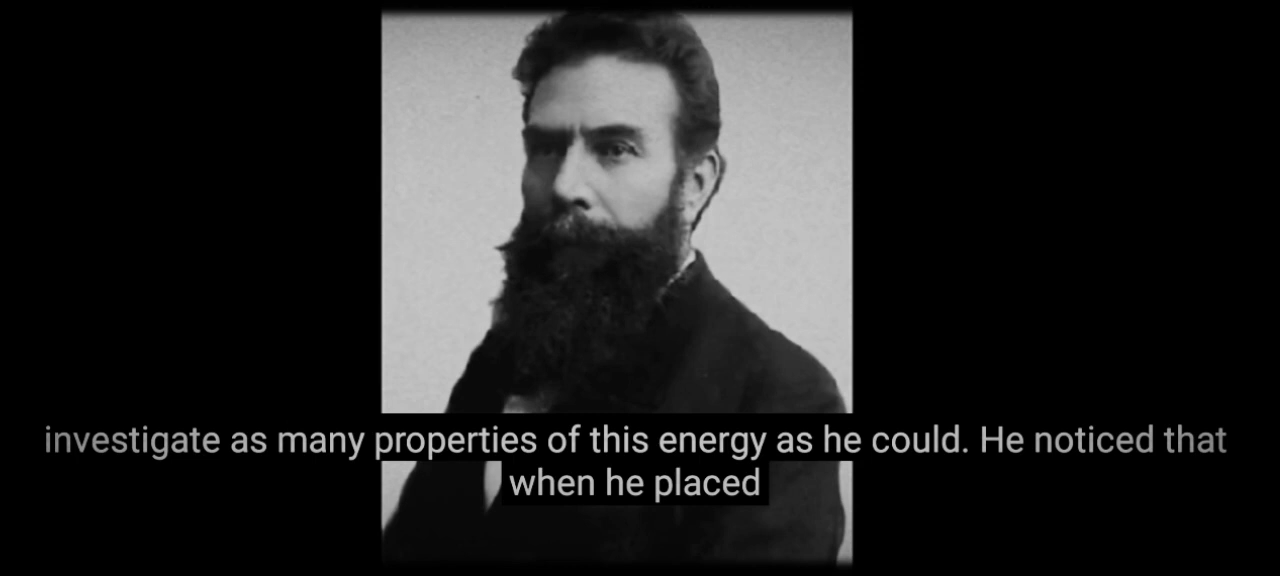 investigate as many properties of this energy as he could. He noticed that
when he placed